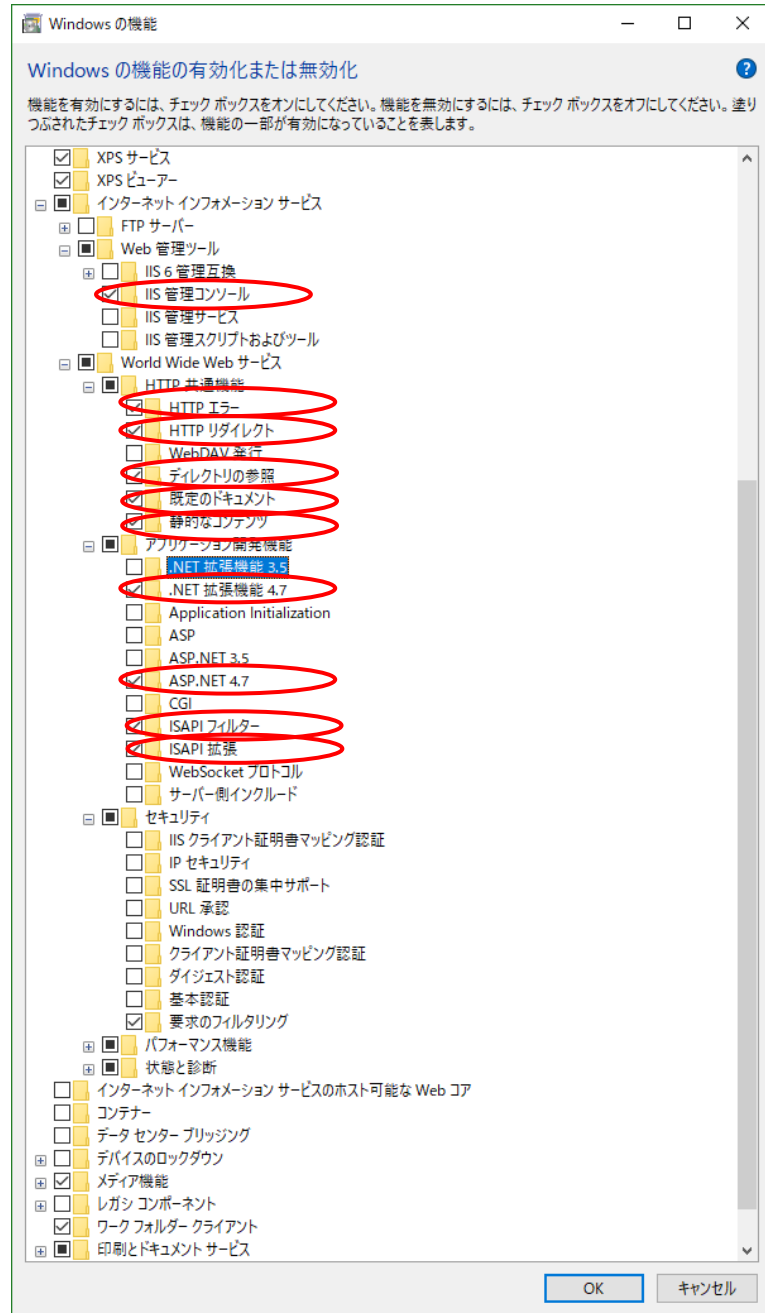 Windows の機能
Windows の機能の有効化または無効化
機能を有効にするには、チェック ボックスをオンにしてください。機能を無効にするには、チェック ボックスをオフにしてください。塗り
つぶされたチェック ボックスは、機能の一部が有効になっていることを表します。
XPS サービス
XPS ビューアー
インターネット インフォメーション サービス
FTP サーバー
Web 管理ツール
IIS 6 管理互換
IIS 管理コンソール
IIS 管理サービス
IIS 管理スクリプトおよびツール
World Wide Web サービス
HTTP 共通機能
HTTP エラー
HTTP リダイレクト
WebDAV 発行
ディレクトリの参照
既定のドキュメント
静的なコンテンツ
アプリケーション開発機能
.NET 拡張機能 3.5
.NET 拡張機能 4.7
Application Initialization
ASP
ASP.NET 3.5
ASP.NET 4.7
CGI
ISAPI フィルター
ISAPI 拡張
WebSocket プロトコル
サーバー側インクルード
セキュリティ
IIS クライアント証明書マッピング認証
IP セキュリティ
SSL 証明書の集中サポート
URL 承認
Windows 認証
クライアント証明書マッピング認証
ダイジェスト認証
基本認証
要求のフィルタリング
パフォーマンス機能
状態と診断
インターネット インフォメーション サービスのホスト可能な Web コア
コンテナー
データ センター ブリッジング
デバイスのロックダウン
メディア機能
レガシ コンポーネント
ワーク フォルダー クライアント
印刷とドキュメント サービス
OK キャンセル